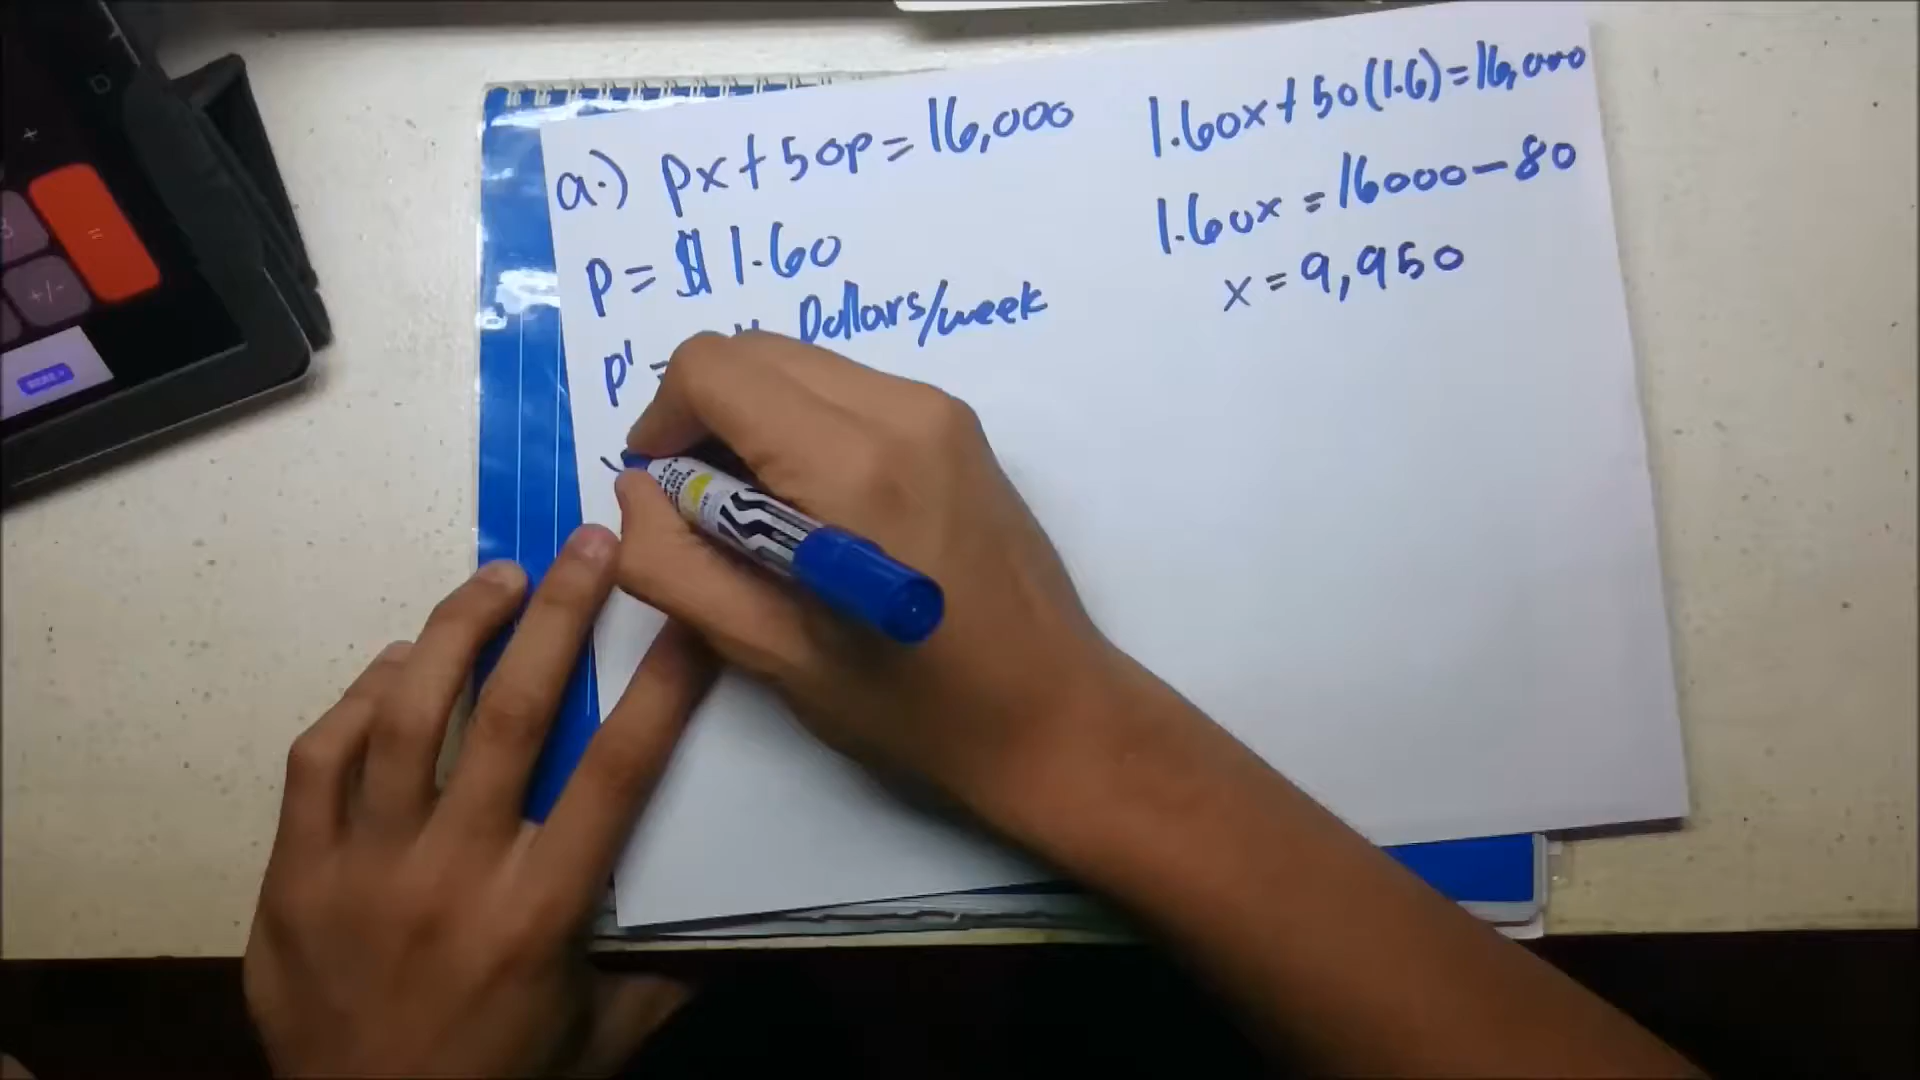 a.) px + 50p = 16,000
p = $ 1.60
Dollars/week
p' =
1.60x + 50(1.6) = 16,000
1.60x = 16000 - 80
x = 9,950
+
=
+/-